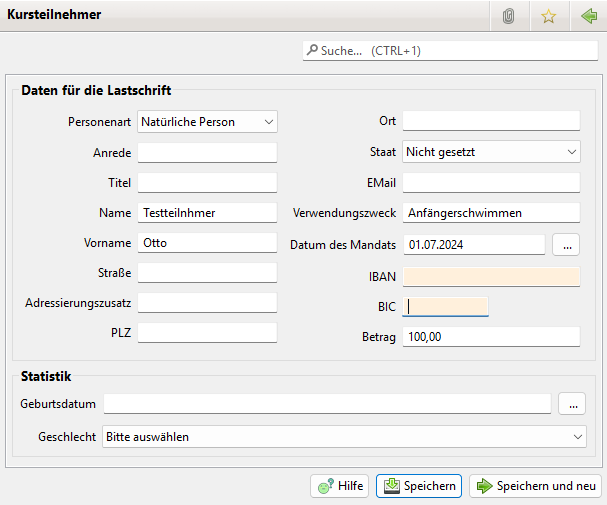 Kursteilnehmer
Suche... (CTRL+1)
Daten für die Lastschrift
Personenart Natürliche Person
Anrede
Titel
Name Testteilnhmer
Vorname Otto
Straße
Adressierungszusatz
PLZ
Ort
Staat Nicht gesetzt
EMail
Verwendungszweck Anfängerschwimmen
Datum des Mandats 01.07.2024 ...
IBAN
BIC
Betrag 100,00
Statistik
Geburtsdatum ...
Geschlecht Bitte auswählen
Hilfe Speichern Speichern und neu